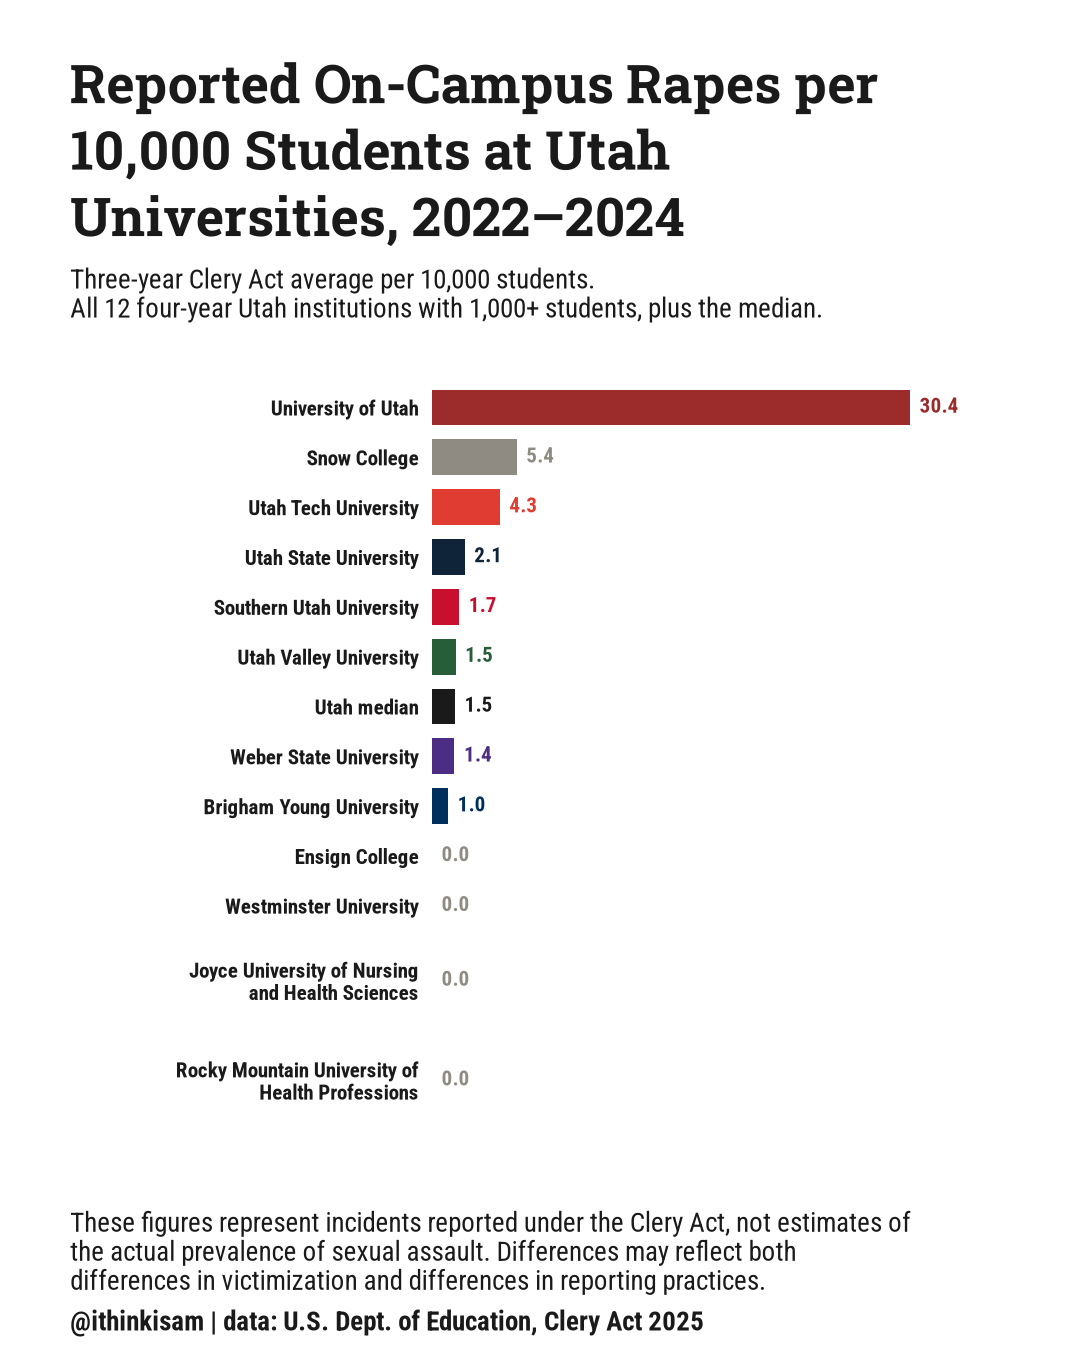 Reported On-Campus Rapes per
10,000 Students at Utah
Universities, 2022–2024
Three-year Clery Act average per 10,000 students.
All 12 four-year Utah institutions with 1,000+ students, plus the median.
University of Utah 30.4
Snow College 5.4
Utah Tech University 4.3
Utah State University 2.1
Southern Utah University 1.7
Utah Valley University 1.5
Utah median 1.5
Weber State University 1.4
Brigham Young University 1.0
Ensign College 0.0
Westminster University 0.0
Joyce University of Nursing
and Health Sciences 0.0
Rocky Mountain University of
Health Professions 0.0
These figures represent incidents reported under the Clery Act, not estimates of
the actual prevalence of sexual assault. Differences may reflect both
differences in victimization and differences in reporting practices.
@ithinkisam | data: U.S. Dept. of Education, Clery Act 2025